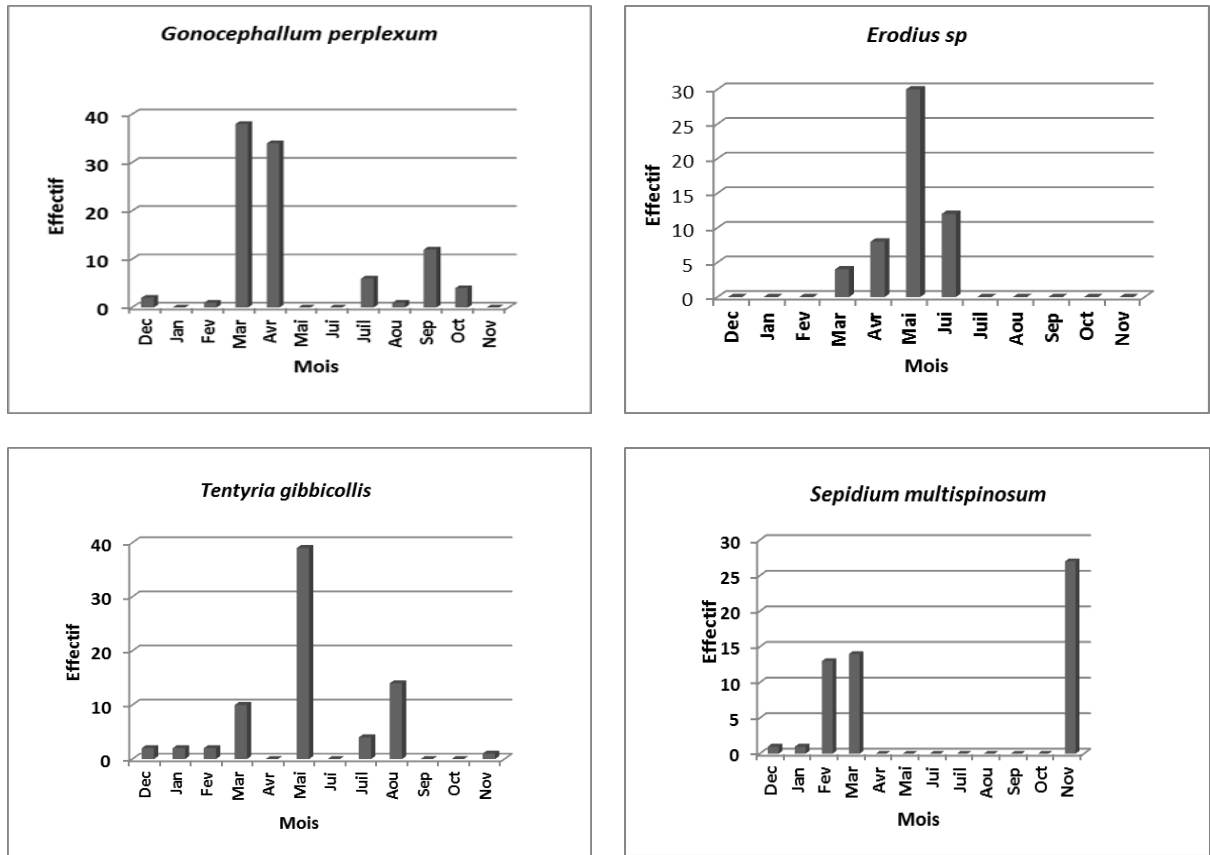 Gonocephallum perplexum
Effectif
40
30
20
10
0
Dec Jan Fev Mar Avr Mai Jui Juil Aou Sep Oct Nov
Mois
Erodius sp
Effectif
30
25
20
15
10
5
0
Dec Jan Fev Mar Avr Mai Jui Juil Aou Sep Oct Nov
Mois
Tentyria gibbicollis
Effectif
40
30
20
10
0
Dec Jan Fev Mar Avr Mai Jui Juil Aou Sep Oct Nov
Mois
Sepidium multispinosum
Effectif
30
25
20
15
10
5
0
Dec Jan Fev Mar Avr Mai Jui Juil Aou Sep Oct Nov
Mois